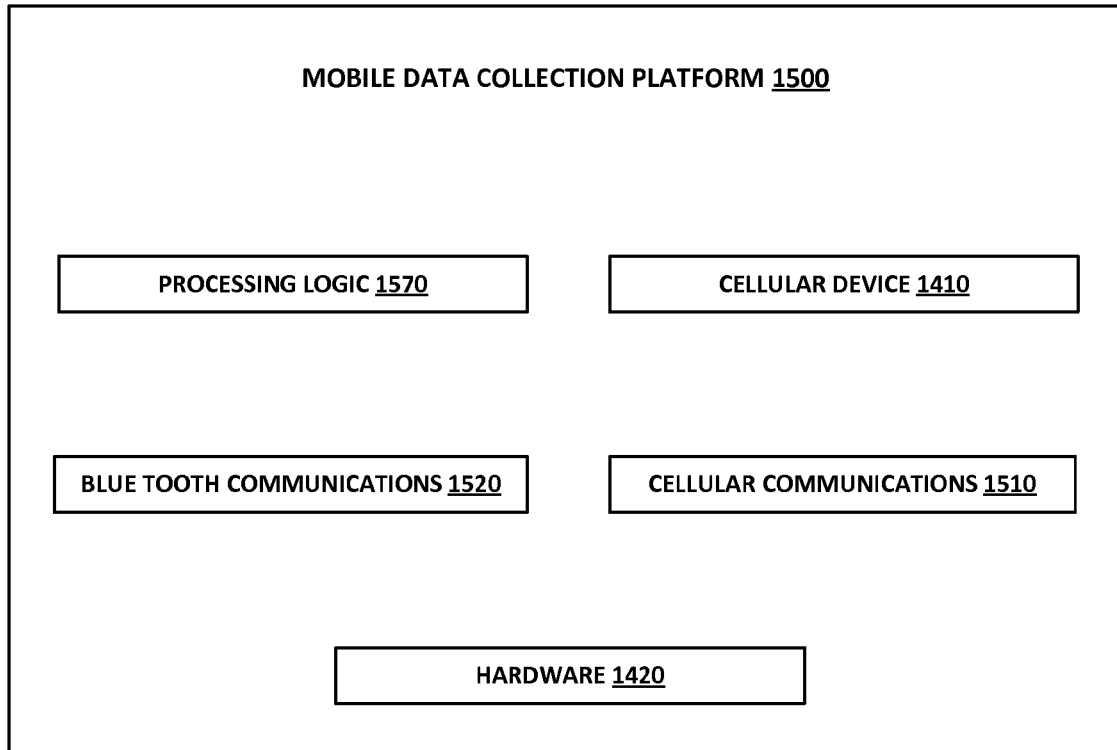 MOBILE DATA COLLECTION PLATFORM 1500
PROCESSING LOGIC 1570
CELLULAR DEVICE 1410
BLUE TOOTH COMMUNICATIONS 1520
CELLULAR COMMUNICATIONS 1510
HARDWARE 1420